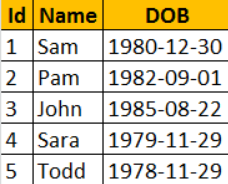 Id Name DOB
1 Sam 1980-12-30
2 Pam 1982-09-01
3 John 1985-08-22
4 Sara 1979-11-29
5 Todd 1978-11-29